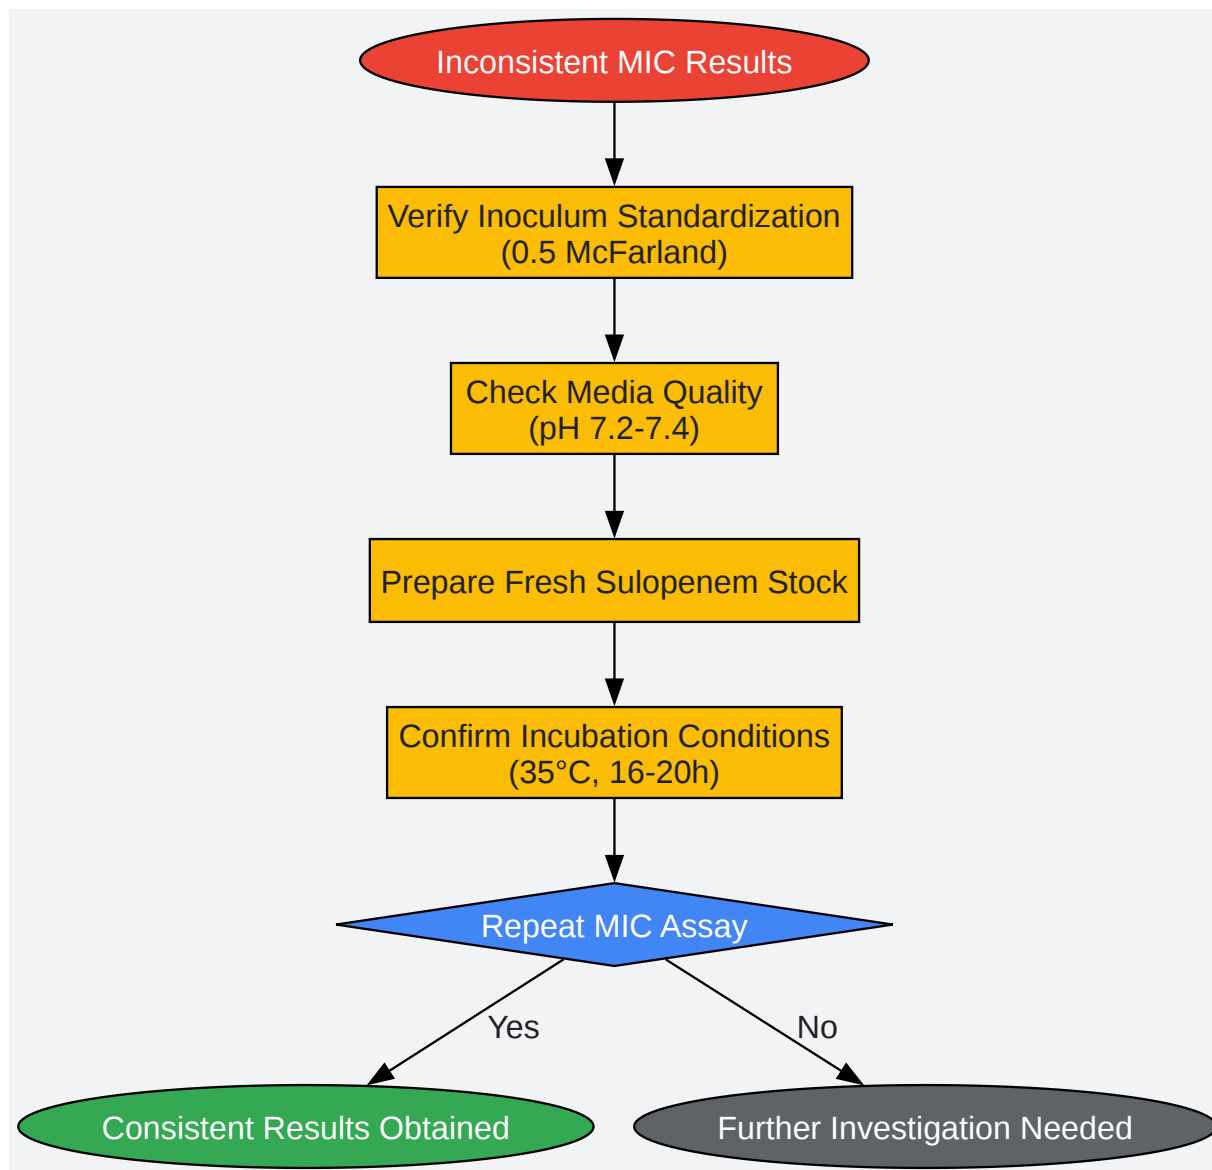 Inconsistent MIC Results
Verify Inoculum Standardization
(0.5 McFarland)
Check Media Quality
(pH 7.2-7.4)
Prepare Fresh Sulopenem Stock
Confirm Incubation Conditions
(35°C, 16-20h)
Repeat MIC Assay
Yes
No
Consistent Results Obtained
Further Investigation Needed